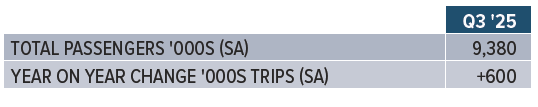 Q3 '25
TOTAL PASSENGERS '000S (SA) 9,380
YEAR ON YEAR CHANGE '000S TRIPS (SA) +600